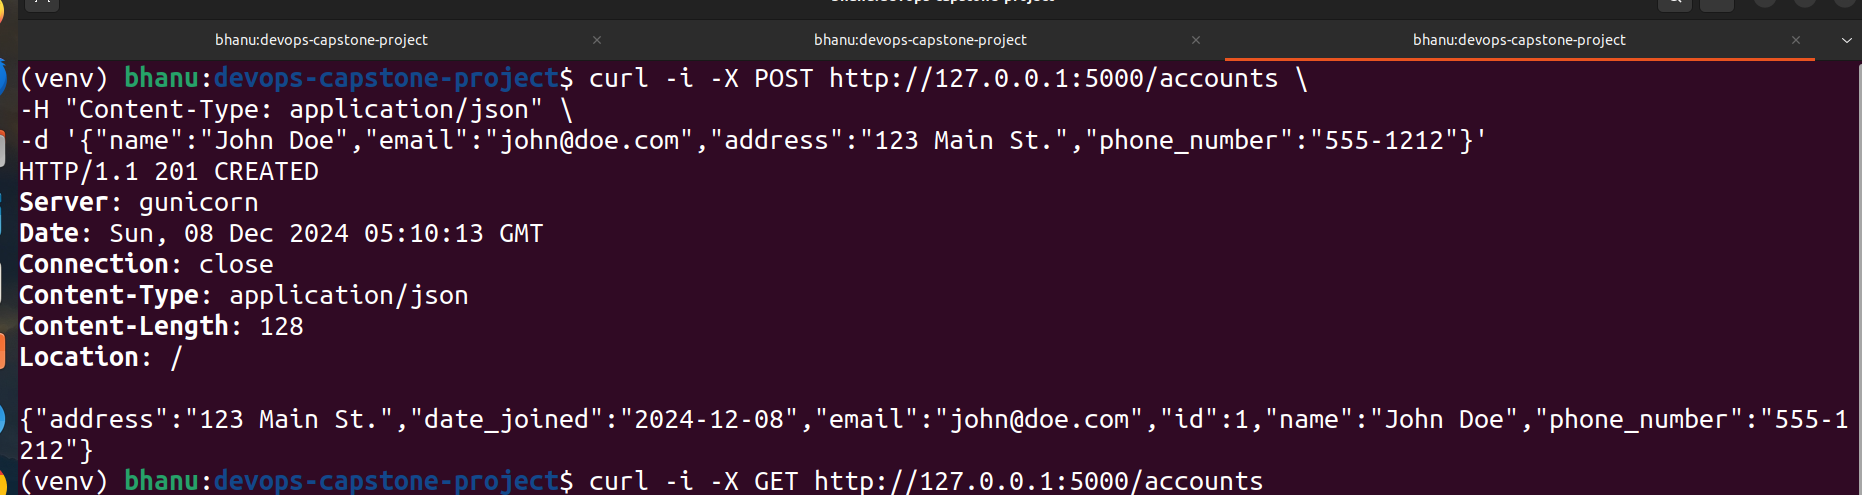 bhanu:devops-capstone-project
bhanu:devops-capstone-project
bhanu:devops-capstone-project
(venv) bhanu:devops-capstone-project$ curl -i -X POST http://127.0.0.1:5000/accounts \
-H "Content-Type: application/json" \
-d '{"name":"John Doe","email":"john@doe.com","address":"123 Main St.","phone_number":"555-1212"}'
HTTP/1.1 201 CREATED
Server: gunicorn
Date: Sun, 08 Dec 2024 05:10:13 GMT
Connection: close
Content-Type: application/json
Content-Length: 128
Location: /
{"address":"123 Main St.","date_joined":"2024-12-08","email":"john@doe.com","id":1,"name":"John Doe","phone_number":"555-1
212"}
(venv) bhanu:devops-capstone-project$ curl -i -X GET http://127.0.0.1:5000/accounts